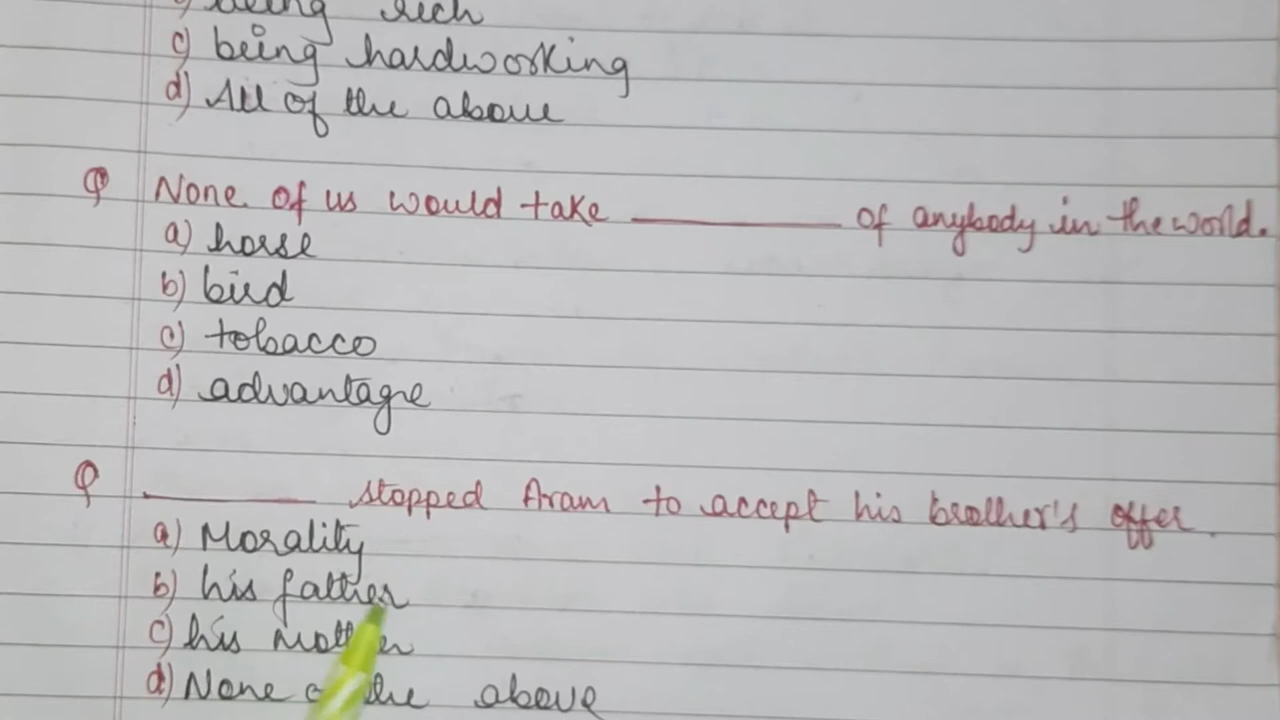 being rich
c) being hardworking
d) All of the above
Q None of us would take ________ of anybody in the world.
a) horse
b) bird
c) tobacco
d) advantage
Q ________ stopped Aram to accept his brother's offer.
a) Morality
b) his father
c) his mother
d) None of the above